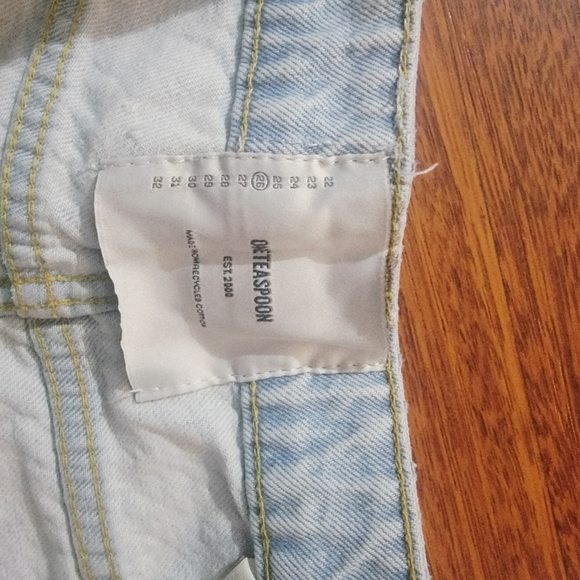 22 23 24 25 26 27 28 29 30 31 32
ONETEASPOON
EST. 2000
MADE FROM RECYCLED COTTON